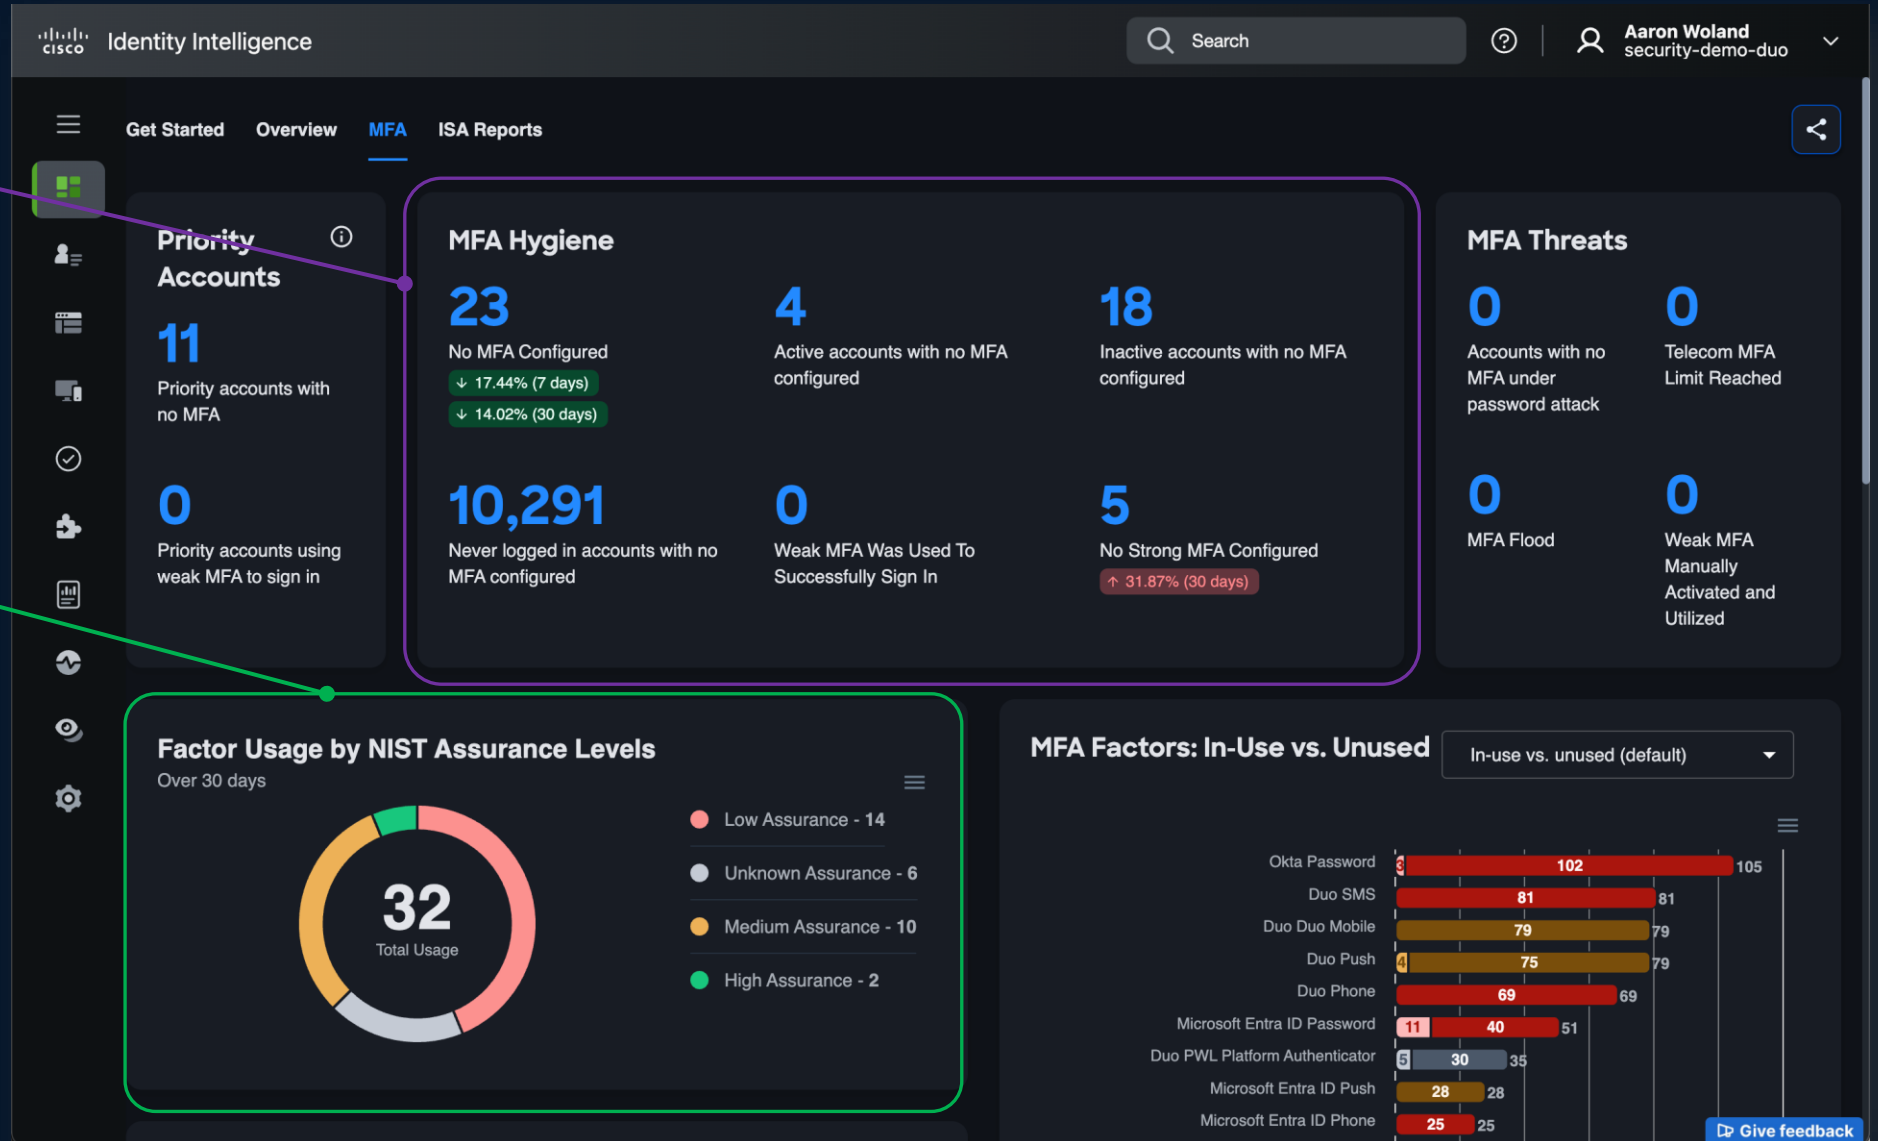 CISCO
Identity Intelligence
Search
Aaron Woland
security-demo-duo
Get Started
Overview
MFA
ISA Reports
Priority
Accounts
11
Priority accounts with
no MFA
0
Priority accounts using
weak MFA to sign in
MFA Hygiene
23
No MFA Configured
↓ 17.44% (7 days)
↓ 14.02% (30 days)
4
Active accounts with no MFA
configured
18
Inactive accounts with no MFA
configured
10,291
Never logged in accounts with no
MFA configured
0
Weak MFA Was Used To
Successfully Sign In
5
No Strong MFA Configured
↑ 31.87% (30 days)
MFA Threats
0
Accounts with no
MFA under
password attack
0
Telecom MFA
Limit Reached
0
MFA Flood
0
Weak MFA
Manually
Activated and
Utilized
Factor Usage by NIST Assurance Levels
Over 30 days
32
Total Usage
Low Assurance - 14
Unknown Assurance - 6
Medium Assurance - 10
High Assurance - 2
MFA Factors: In-Use vs. Unused
In-use vs. unused (default)
Okta Password 3 102 105
Duo SMS 81 81
Duo Duo Mobile 79 79
Duo Push 4 75 79
Duo Phone 69 69
Microsoft Entra ID Password 11 40 51
Duo PWL Platform Authenticator 5 30 35
Microsoft Entra ID Push 28 28
Microsoft Entra ID Phone 25 25
Give feedback